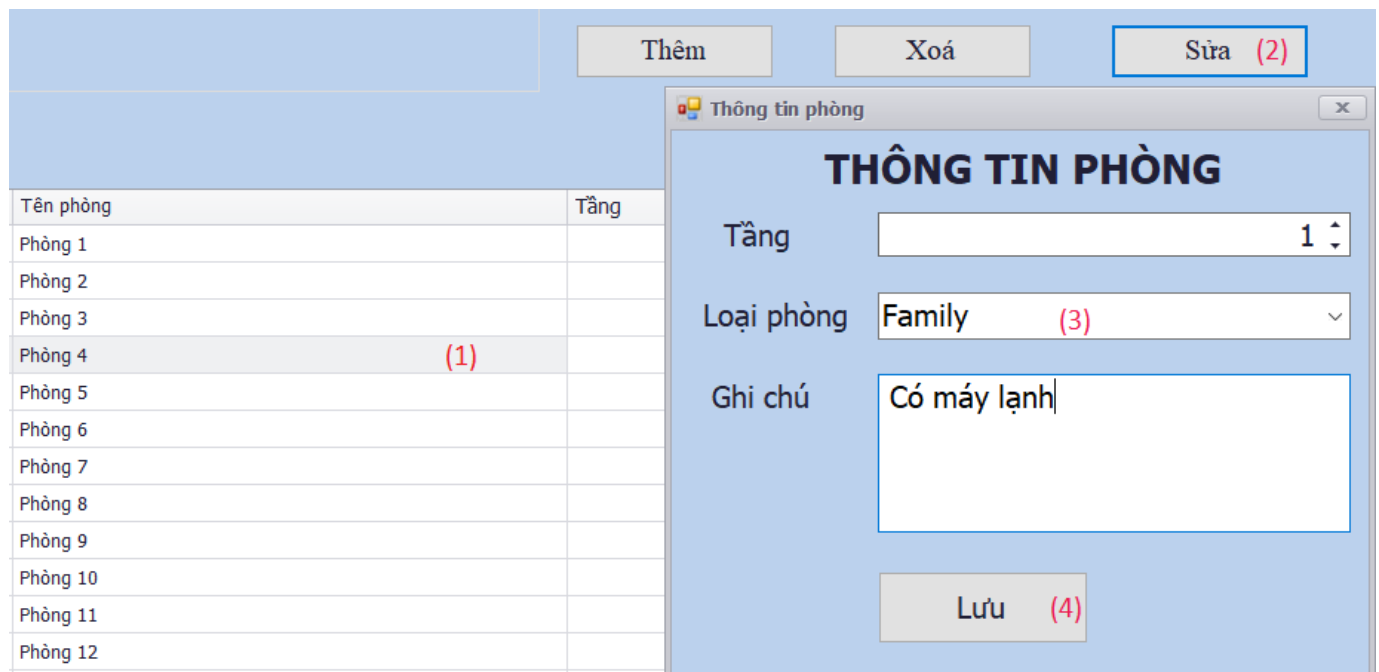 Thêm Xoá Sửa (2)
Thông tin phòng
THÔNG TIN PHÒNG
Tên phòng Tầng
Phòng 1
Phòng 2
Phòng 3
Phòng 4 (1)
Phòng 5
Phòng 6
Phòng 7
Phòng 8
Phòng 9
Phòng 10
Phòng 11
Phòng 12
Tầng 1
Loại phòng Family (3)
Ghi chú Có máy lạnh
Lưu (4)